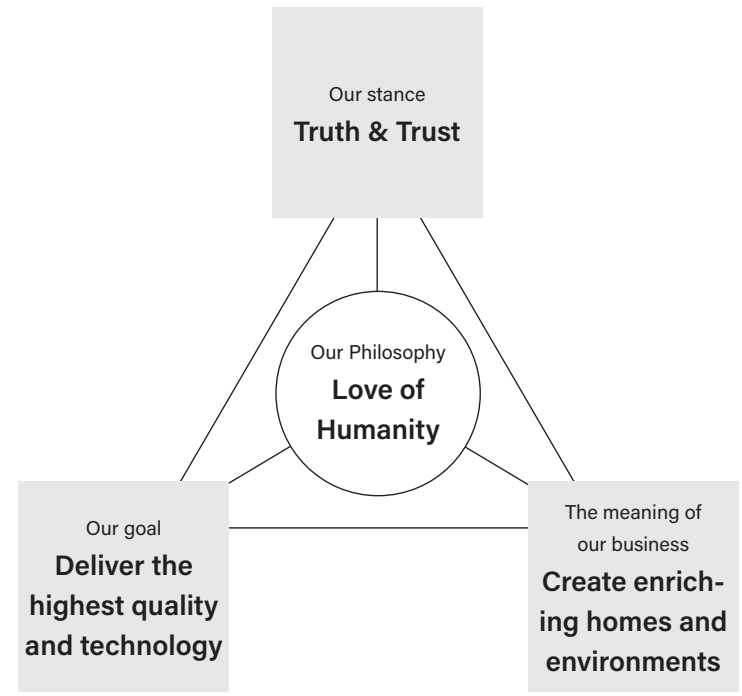 Our stance
Truth & Trust
Our Philosophy
Love of
Humanity
Our goal
Deliver the
highest quality
and technology
The meaning of
our business
Create enrich-
ing homes and
environments